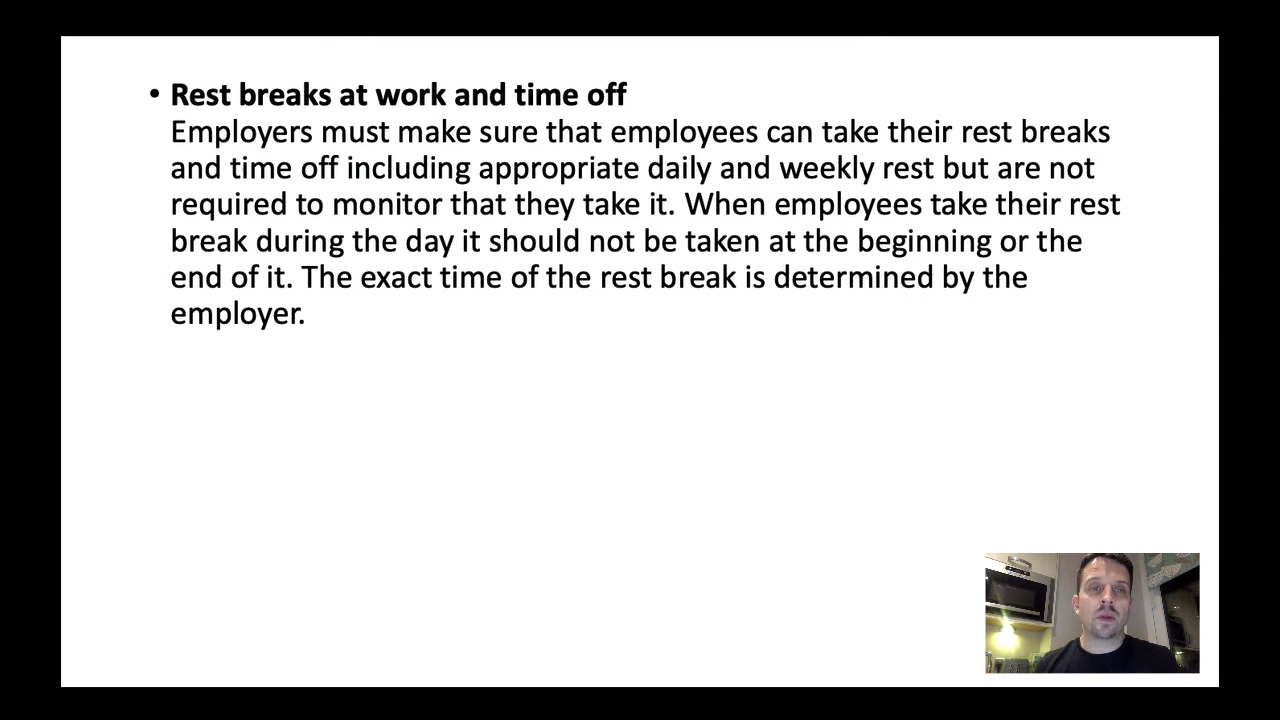 • Rest breaks at work and time off
Employers must make sure that employees can take their rest breaks
and time off including appropriate daily and weekly rest but are not
required to monitor that they take it. When employees take their rest
break during the day it should not be taken at the beginning or the
end of it. The exact time of the rest break is determined by the
employer.